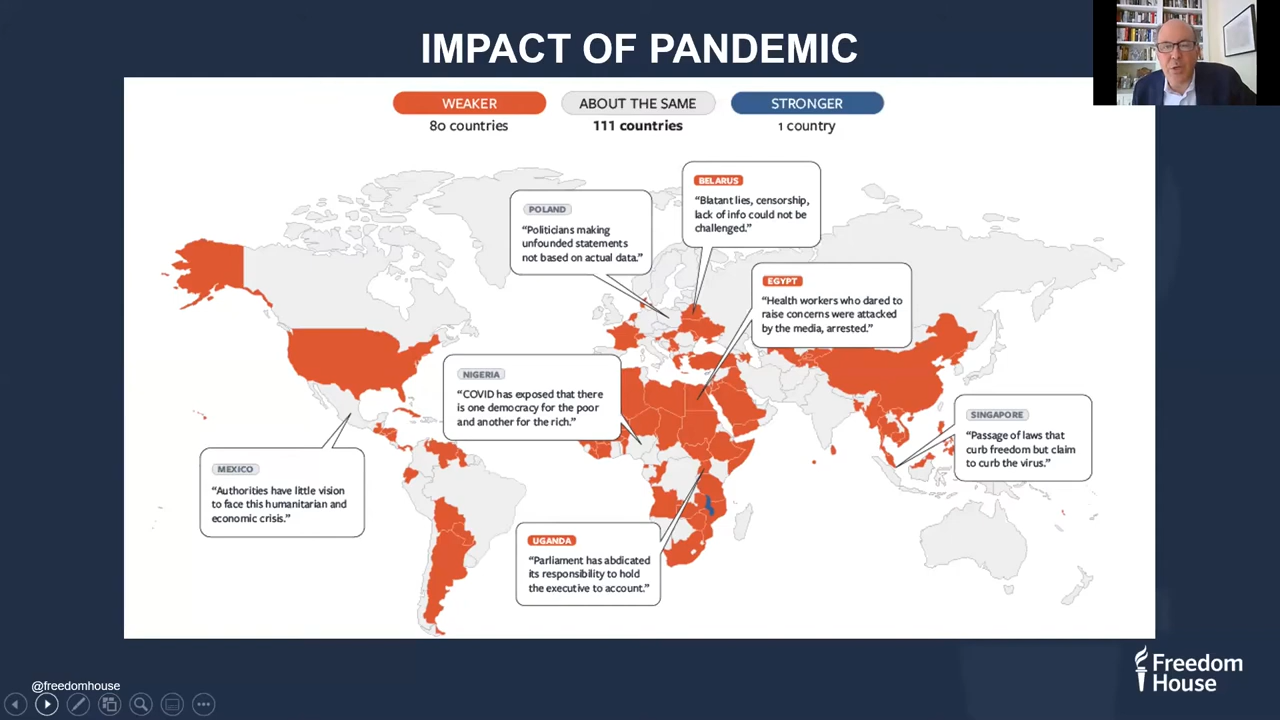 IMPACT OF PANDEMIC
WEAKER
80 countries
ABOUT THE SAME
111 countries
STRONGER
1 country
BELARUS
“Blatant lies, censorship,
lack of info could not be
challenged.”
POLAND
“Politicians making
unfounded statements
not based on actual data.”
EGYPT
“Health workers who dared to
raise concerns were attacked
by the media, arrested.”
NIGERIA
“COVID has exposed that there
is one democracy for the poor
and another for the rich.”
SINGAPORE
“Passage of laws that
curb freedom but claim
to curb the virus.”
MEXICO
“Authorities have little vision
to face this humanitarian and
economic crisis.”
UGANDA
“Parliament has abdicated
its responsibility to hold
the executive to account.”
@freedomhouse
Freedom
House